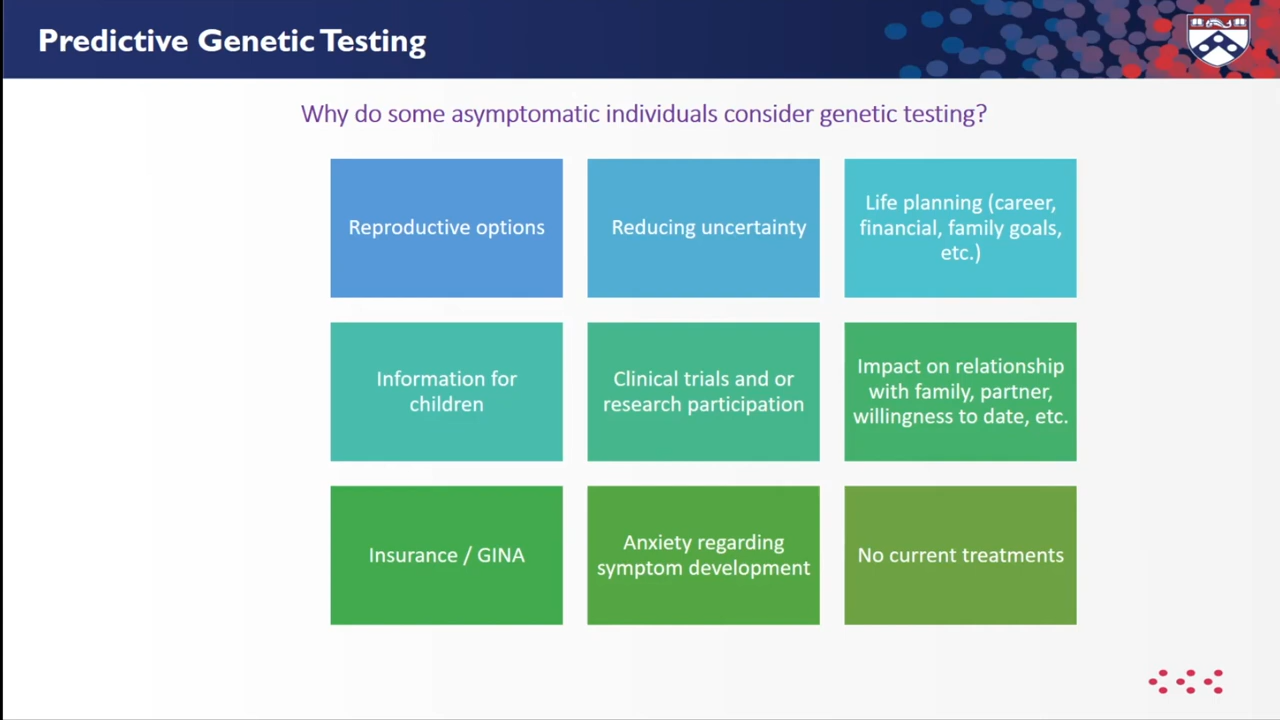 Predictive Genetic Testing
Why do some asymptomatic individuals consider genetic testing?
Reproductive options
Reducing uncertainty
Life planning (career,
financial, family goals,
etc.)
Information for
children
Clinical trials and or
research participation
Impact on relationship
with family, partner,
willingness to date, etc.
Insurance / GINA
Anxiety regarding
symptom development
No current treatments